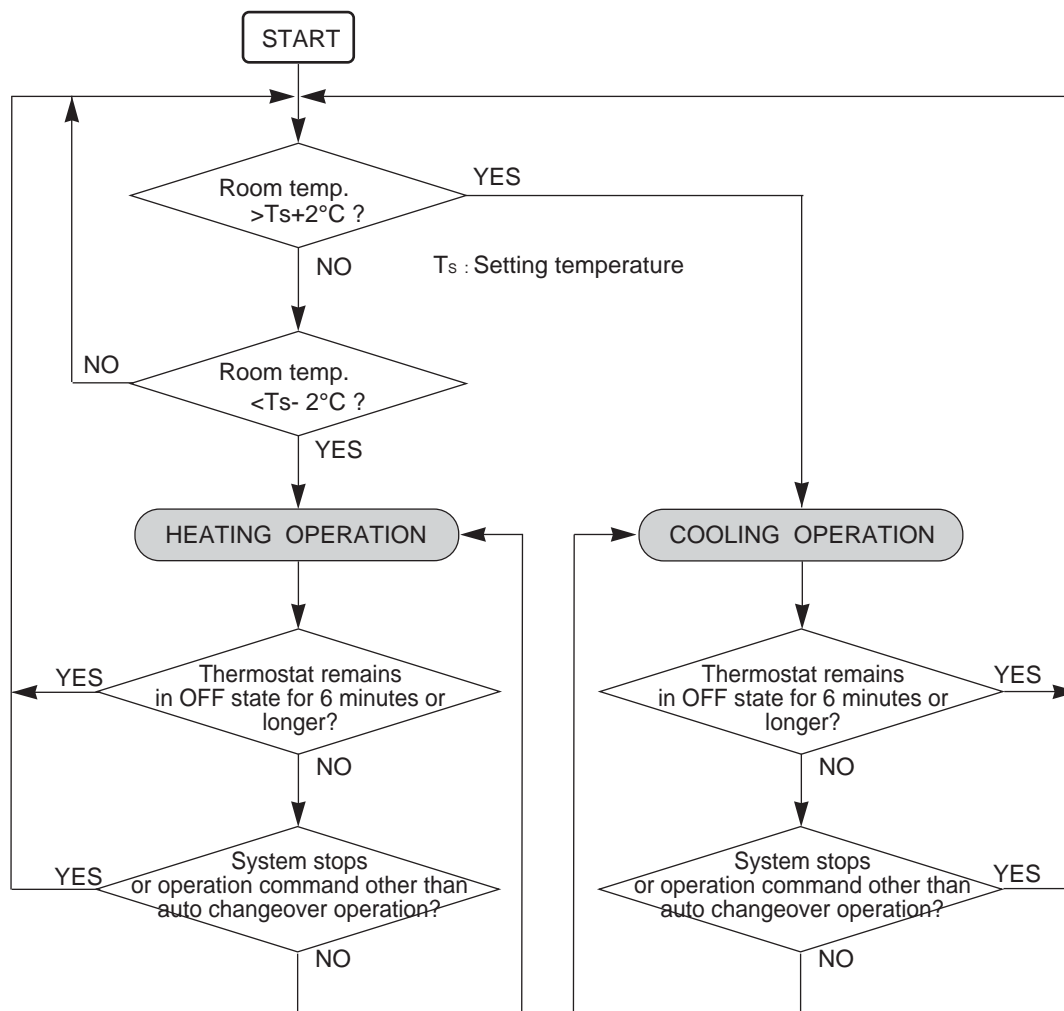 START
Room temp.
>Ts+2°C ?
YES
NO
Ts : Setting temperature
NO
Room temp.
<Ts- 2°C ?
YES
HEATING OPERATION
COOLING OPERATION
YES
Thermostat remains
in OFF state for 6 minutes or
longer?
NO
Thermostat remains
in OFF state for 6 minutes or
longer?
YES
NO
YES
System stops
or operation command other than
auto changeover operation?
NO
System stops
or operation command other than
auto changeover operation?
YES
NO